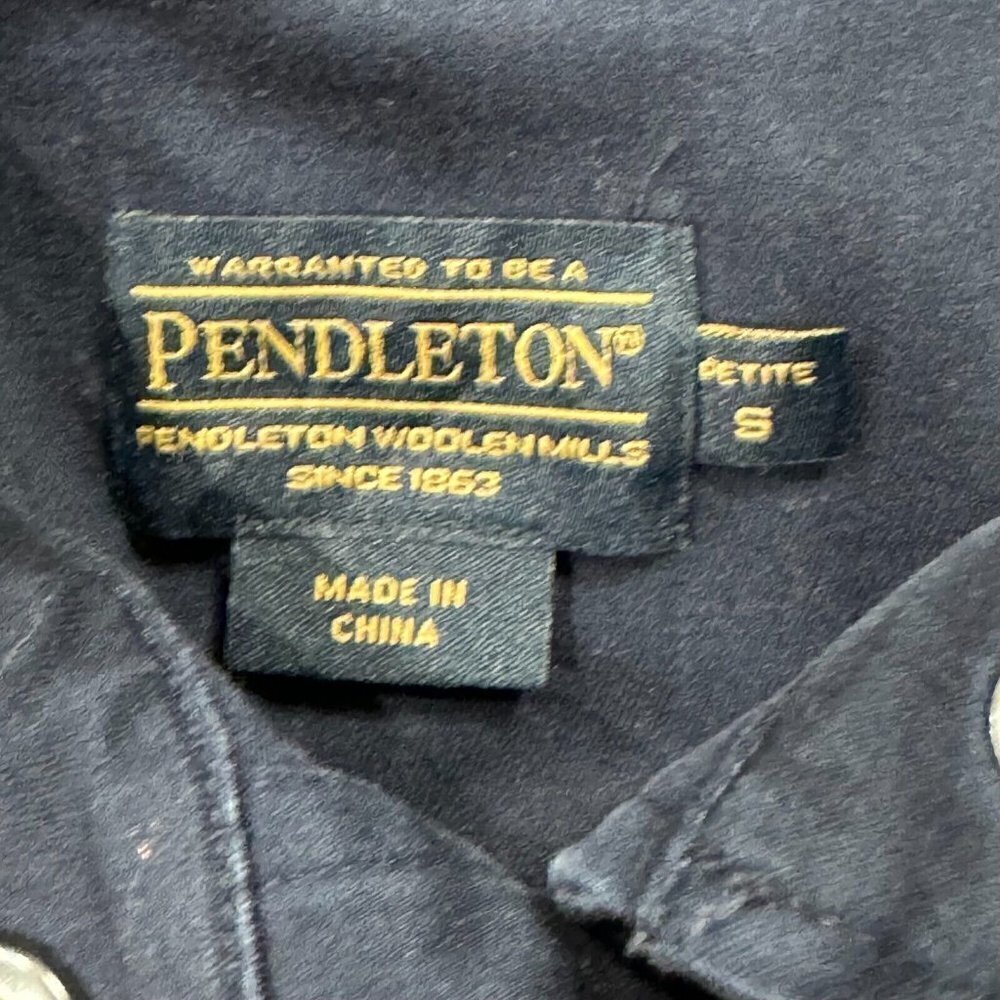 WARRANTED TO BE A
PENDLETON®
PENDLETON WOOLEN MILLS
SINCE 1863
PETITE
S
MADE IN
CHINA